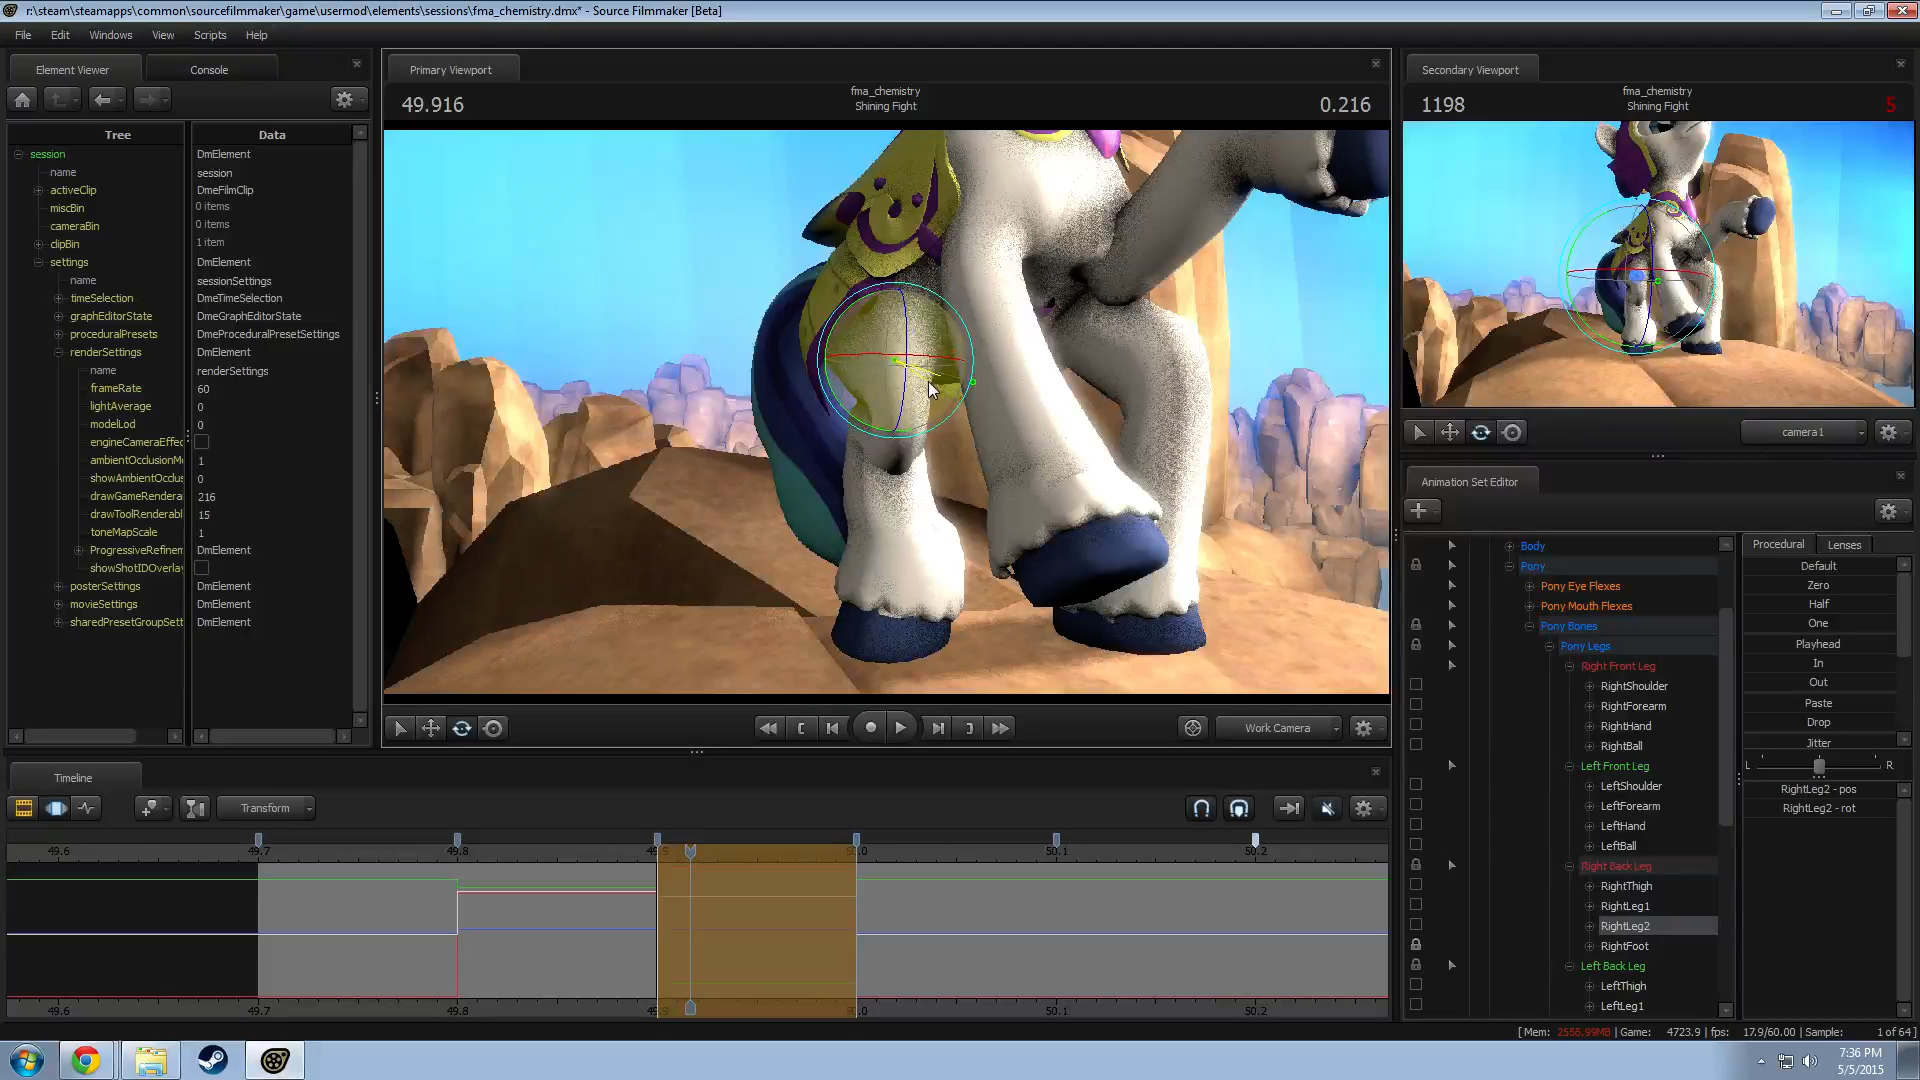 r:\steam\steamapps\common\sourcefilmmaker\game\usermod\elements\sessions\fma_chemistry.dmx* - Source Filmmaker [Beta]
File Edit Windows View Scripts Help
Element Viewer Console
Tree Data
session DmElement
name session
activeClip DmeFilmClip
miscBin 0 items
cameraBin 0 items
clipBin 1 item
settings DmElement
name sessionSettings
timeSelection DmeTimeSelection
graphEditorState DmeGraphEditorState
proceduralPresets DmeProceduralPresetSettings
renderSettings DmElement
name renderSettings
frameRate 60
lightAverage 0
modelLod 0
engineCameraEffec
ambientOcclusionM 1
showAmbientOcclus 0
drawGameRendera 216
drawToolRenderabl 15
toneMapScale 1
ProgressiveRefinem DmElement
showShotIDOverlay
posterSettings DmElement
movieSettings DmElement
sharedPresetGroupSett DmElement
Primary Viewport
49.916
fma_chemistry
Shining Fight
0.216
Work Camera
Secondary Viewport
1198
fma_chemistry
Shining Fight
5
camera1
Animation Set Editor
Body
Pony
Pony Eye Flexes
Pony Mouth Flexes
Pony Bones
Pony Legs
Right Front Leg
RightShoulder
RightForearm
RightHand
RightBall
Left Front Leg
LeftShoulder
LeftForearm
LeftHand
LeftBall
Right Back Leg
RightThigh
RightLeg1
RightLeg2
RightFoot
Left Back Leg
LeftThigh
LeftLeg1
Procedural Lenses
Default
Zero
Half
One
Playhead
In
Out
Paste
Drop
Jitter
L R
RightLeg2 - pos
RightLeg2 - rot
Timeline
Transform
49.6 49.7 49.8 50.1 50.2
49.6 49.7 49.8 50.1 50.2
[ Mem: 2556.99MB | Game: 4723.9 | fps: 17.9/60.00 | Sample: 1 of 64 ]
7:36 PM
5/5/2015